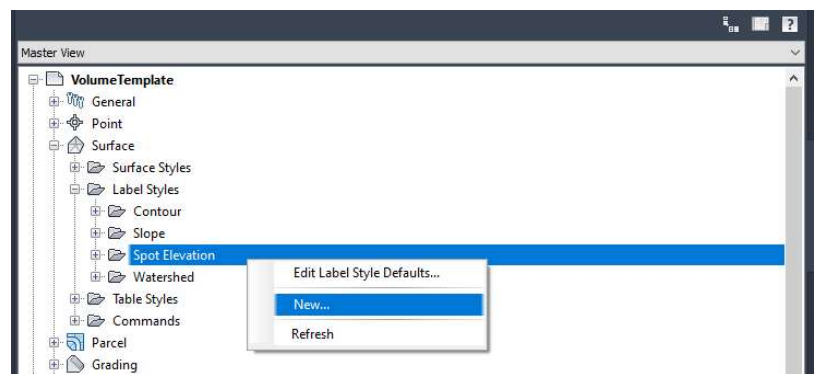 ?
Master View
VolumeTemplate
General
Point
Surface
Surface Styles
Label Styles
Contour
Slope
Spot Elevation
Edit Label Style Defaults...
Watershed
New...
Table Styles
Commands
Refresh
Parcel
Grading